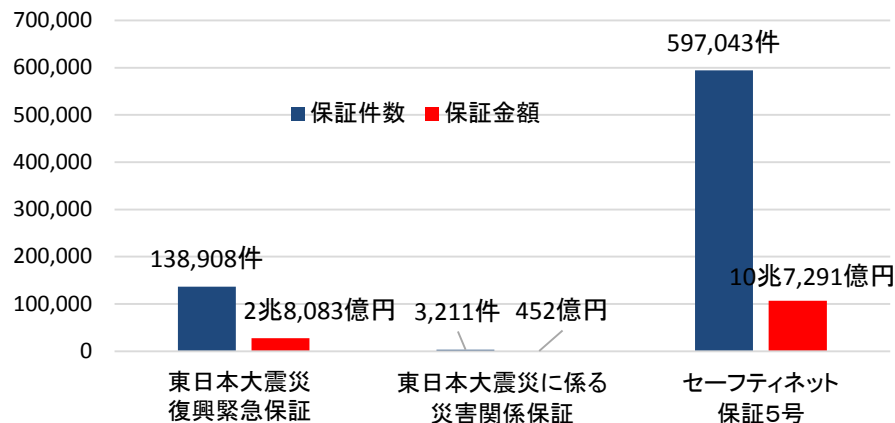 700,000
600,000
500,000
400,000
300,000
200,000
100,000
0
保証件数 保証金額
138,908件
2兆8,083億円
3,211件
452億円
597,043件
10兆7,291億円
東日本大震災
復興緊急保証
東日本大震災に係る
災害関係保証
セーフティネット
保証5号